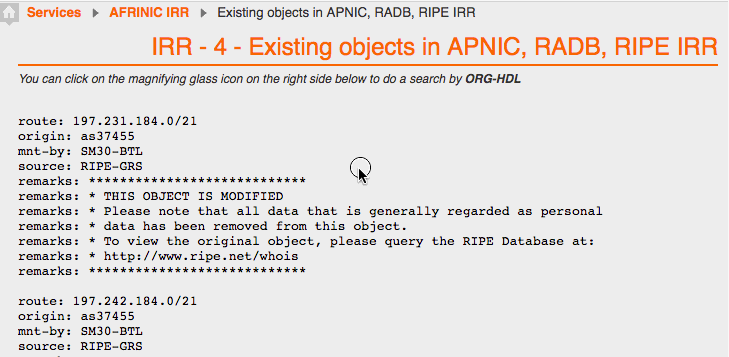 Services ▶ AFRINIC IRR ▶ Existing objects in APNIC, RADB, RIPE IRR
IRR - 4 - Existing objects in APNIC, RADB, RIPE IRR
You can click on the magnifying glass icon on the right side below to do a search by ORG-HDL
route: 197.231.184.0/21
origin: as37455
mnt-by: SM30-BTL
source: RIPE-GRS
remarks: ****************************
remarks: * THIS OBJECT IS MODIFIED
remarks: * Please note that all data that is generally regarded as personal
remarks: * data has been removed from this object.
remarks: * To view the original object, please query the RIPE Database at:
remarks: * http://www.ripe.net/whois
remarks: ****************************
route: 197.242.184.0/21
origin: as37455
mnt-by: SM30-BTL
source: RIPE-GRS